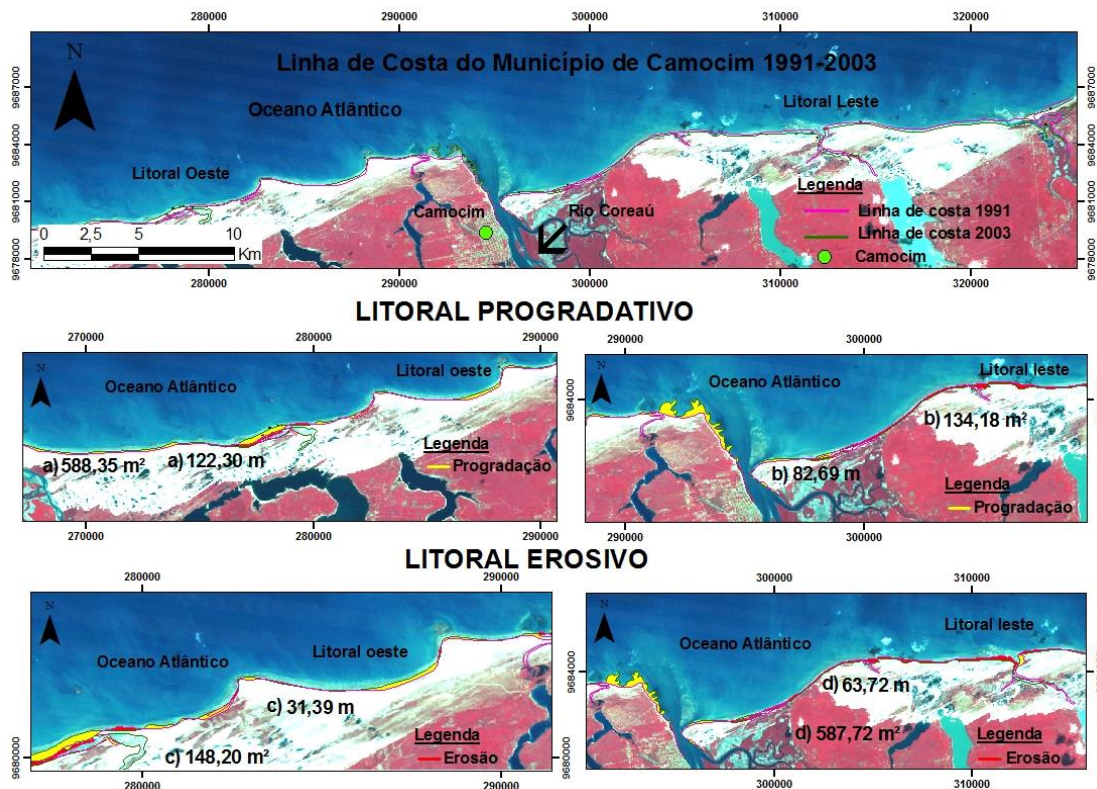 280000 290000 300000 310000 320000
N
Linha de Costa do Município de Camocim 1991-2003
9687000 9687000
Oceano Atlântico
Litoral Leste
9684000 9684000
Litoral Oeste
Legenda
9681000 9681000
Camocim Rio Coreaú
Linha de costa 1991
0 2,5 5 10
Linha de costa 2003
Km
Camocim
9678000 9678000
280000 290000 300000 310000 320000
LITORAL PROGRADATIVO
270000 280000 290000
N
Oceano Atlântico
Litoral oeste
Legenda
a) 588,35 m² a) 122,30 m
Progradação
270000 280000 290000
290000 300000
N
Oceano Atlântico
Litoral leste
9684000
b) 134,18 m²
b) 82,69 m
Legenda
Progradação
290000 300000
LITORAL EROSIVO
280000 290000
N
Oceano Atlântico
Litoral oeste
c) 31,39 m
Legenda
c) 148,20 m²
Erosão
9680000 9680000
280000 290000
300000 310000
N
Litoral leste
Oceano Atlântico
9684000
d) 63,72 m
d) 587,72 m²
Legenda
Erosão
300000 310000